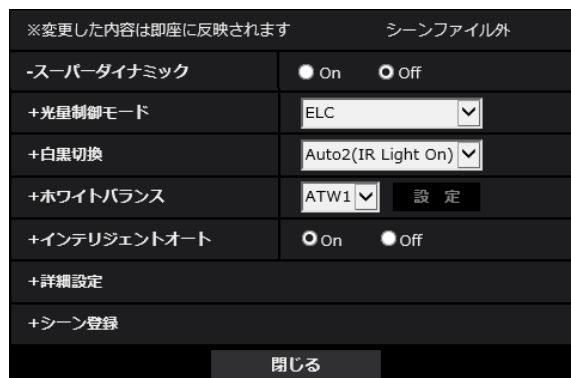 ※変更した内容は即座に反映されます シーンファイル外
-スーパーダイナミック On Off
+光量制御モード ELC
+白黒切換 Auto2(IR Light On)
+ホワイトバランス ATW1 設 定
+インテリジェントオート On Off
+詳細設定
+シーン登録
閉じる